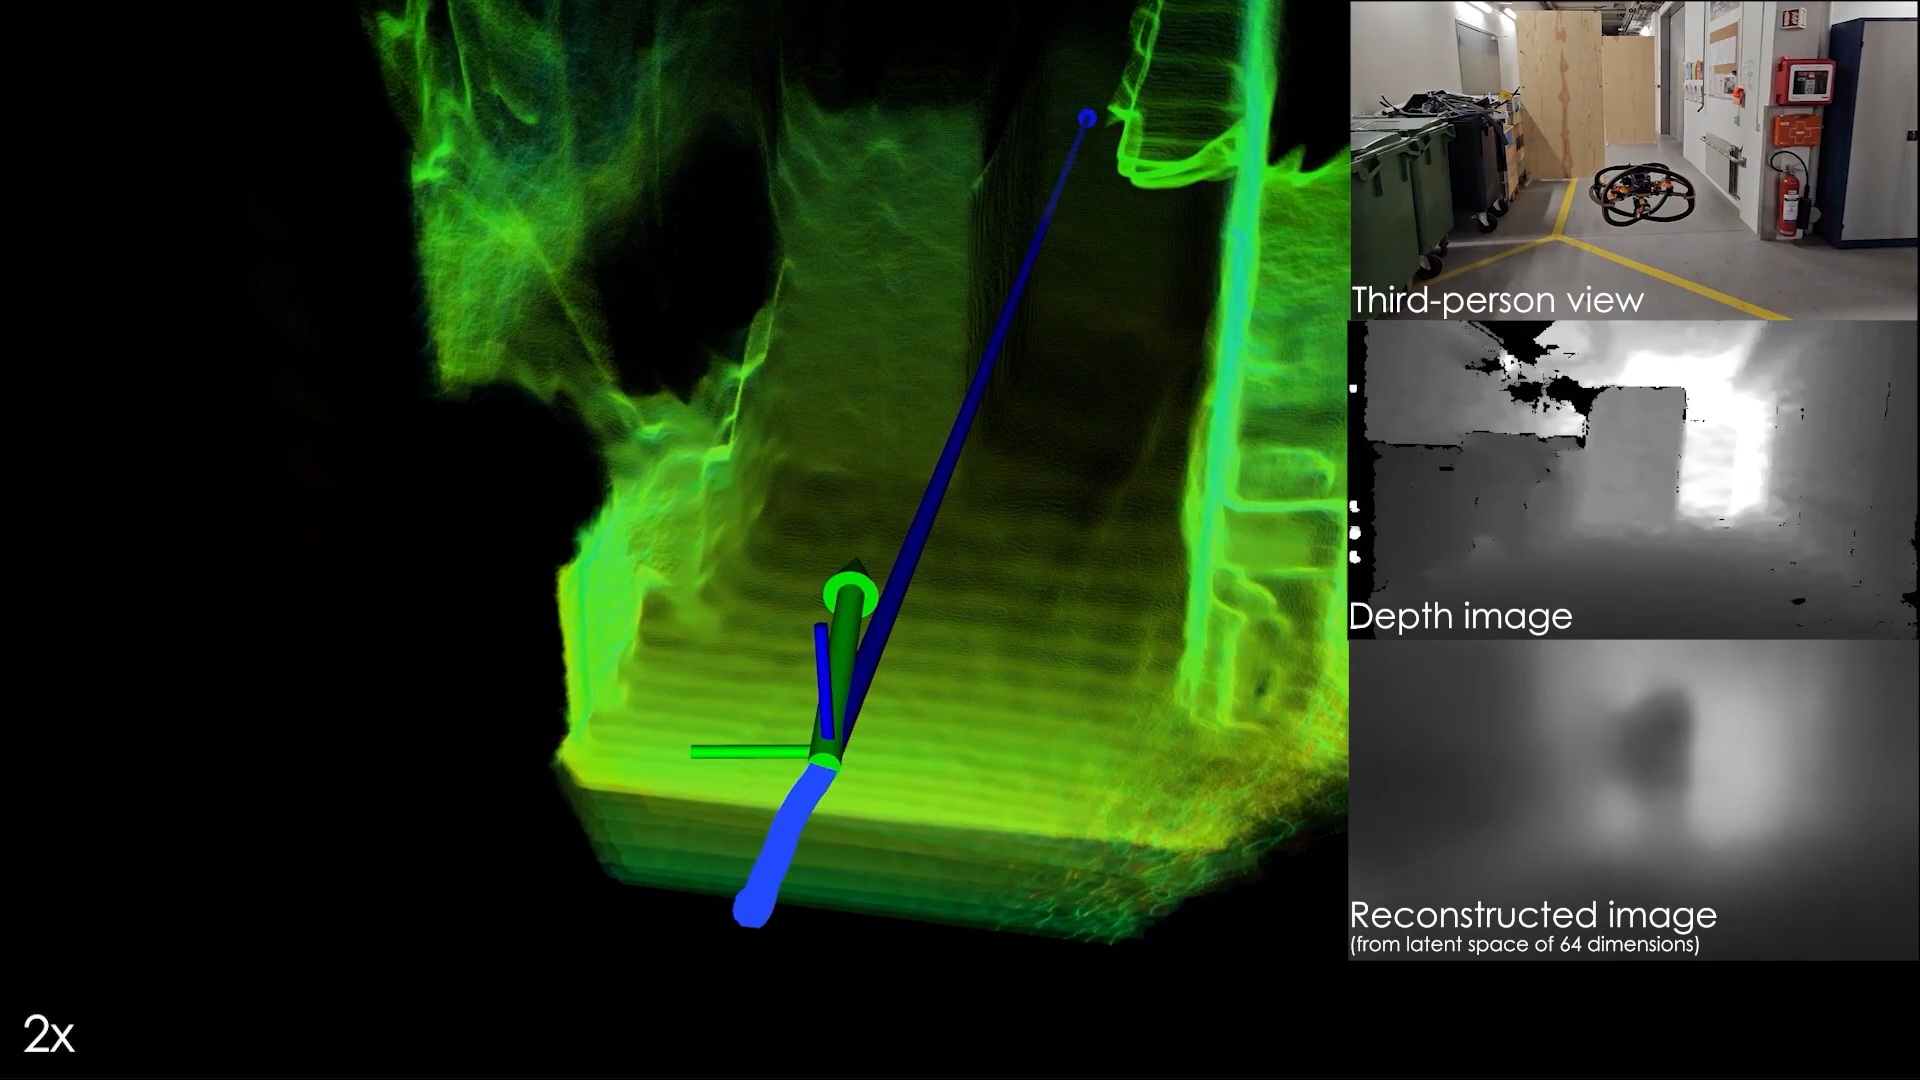 Third-person view
Depth image
Reconstructed image
(from latent space of 64 dimensions)
2x